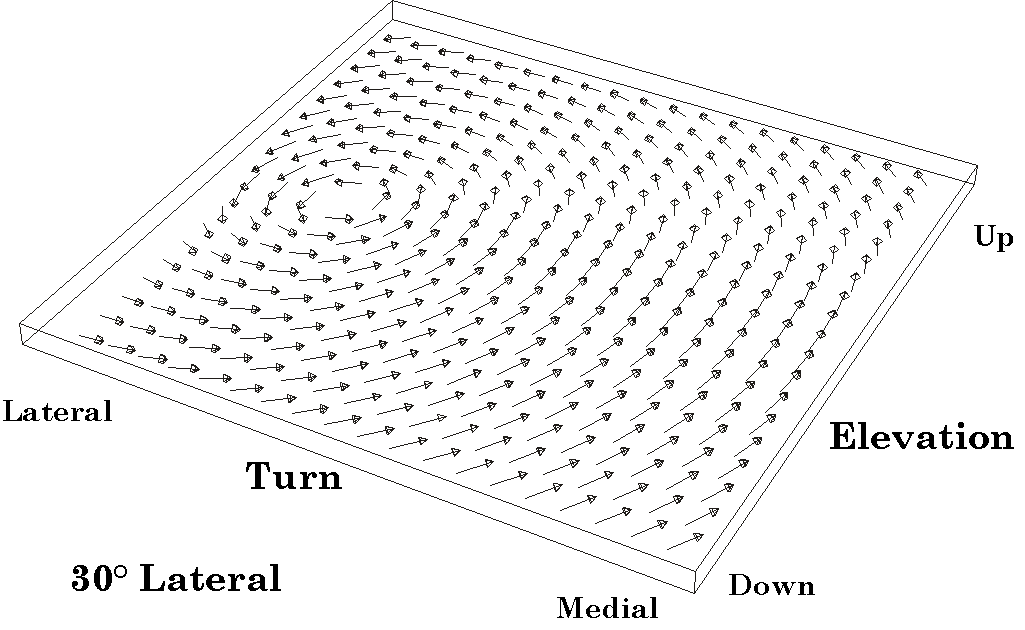 Up
Lateral
Elevation
Turn
30° Lateral
Down
Medial